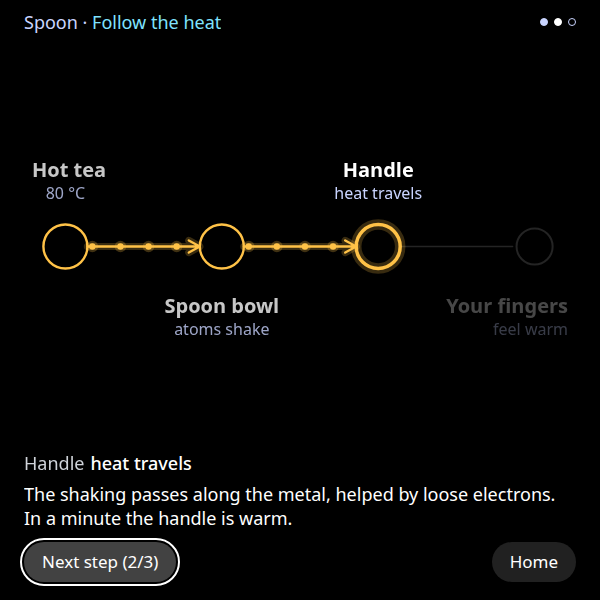 Spoon · Follow the heat
Hot tea
80 °C
Handle
heat travels
Spoon bowl
atoms shake
Your fingers
feel warm
Handle heat travels
The shaking passes along the metal, helped by loose electrons.
In a minute the handle is warm.
Next step (2/3)
Home